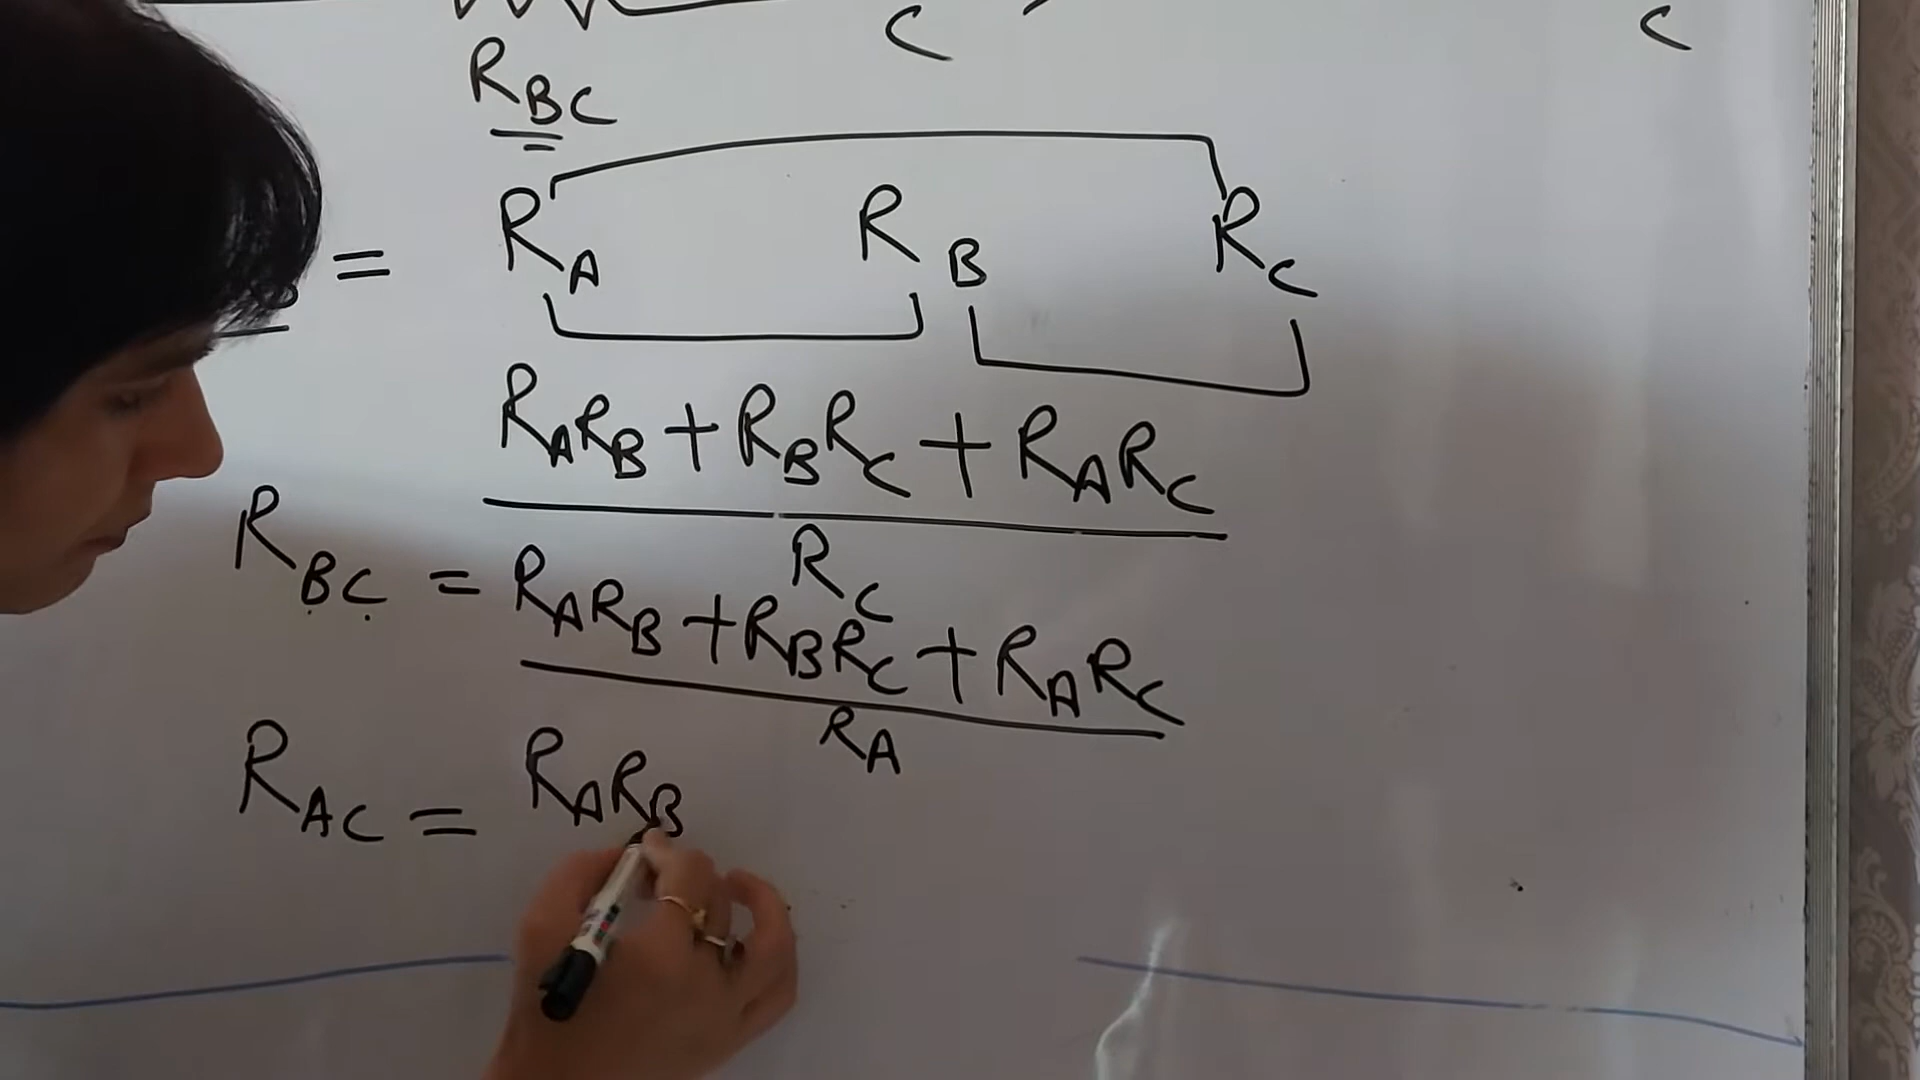 C C
R_BC
= R_A R_B R_C
R_A R_B + R_B R_C + R_A R_C
R_C
R_BC = R_A R_B + R_B R_C + R_A R_C
R_A
R_AC = R_A R_B